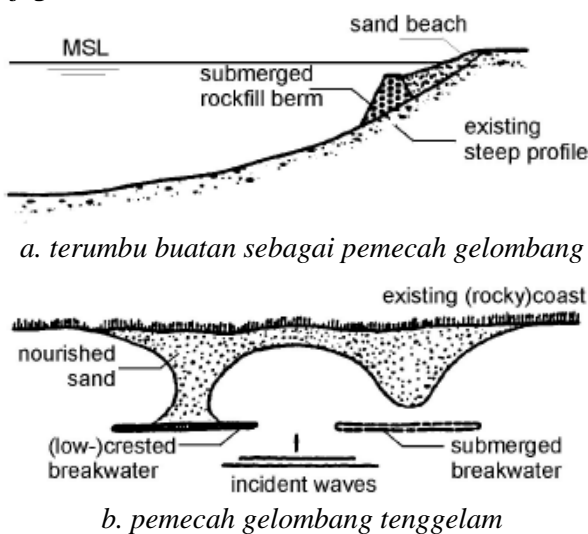 sand beach
MSL
submerged
rockfill berm
existing
steep profile
a. terumbu buatan sebagai pemecah gelombang
existing (rocky)coast
nourished
sand
(low-)crested
breakwater
submerged
breakwater
incident waves
b. pemecah gelombang tenggelam